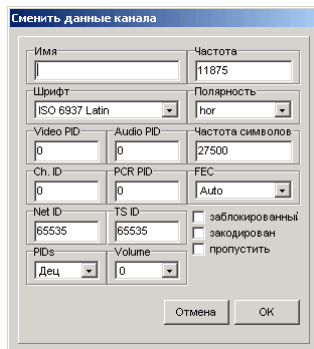 Сменить данные канала
Имя
Частота
11875
Шрифт
Полярность
ISO 6937 Latin
hor
Video PID
Audio PID
Частота символов
0
0
27500
Ch. ID
PCR PID
FEC
0
0
Auto
Net ID
TS ID
заблокированный
65535
65535
закодирован
PIDs
Volume
пропустить
Дец
0
Отмена
OK